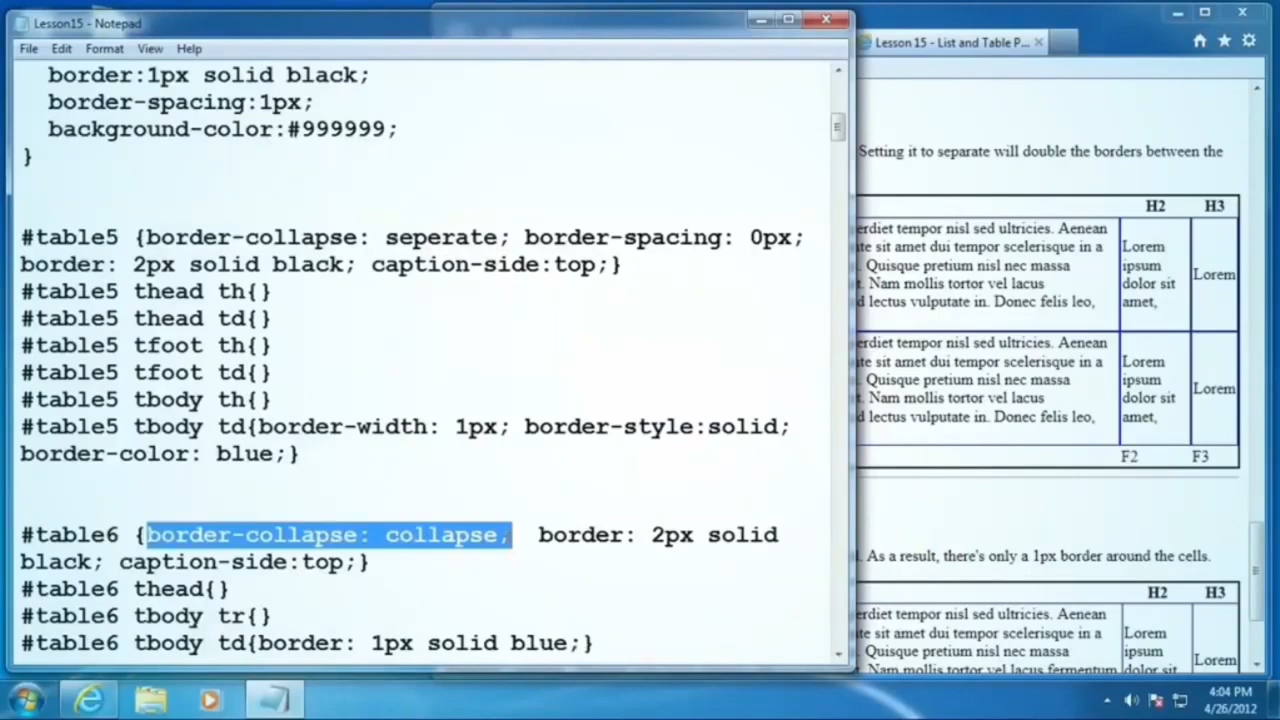 Lesson15 - Notepad
File Edit Format View Help
border:1px solid black;
border-spacing:1px;
background-color:#999999;
}
#table5 {border-collapse: seperate; border-spacing: 0px;
border: 2px solid black; caption-side:top;}
#table5 thead th{}
#table5 thead td{}
#table5 tfoot th{}
#table5 tfoot td{}
#table5 tbody th{}
#table5 tbody td{border-width: 1px; border-style:solid;
border-color: blue;}
#table6 {border-collapse: collapse; border: 2px solid
black; caption-side:top;}
#table6 thead{}
#table6 tbody tr{}
#table6 tbody td{border: 1px solid blue;}
Lesson 15 - List and Table P...
Setting it to separate will double the borders between the
H2 H3
erdiet tempor nisl sed ultricies. Aenean
te sit amet dui tempor scelerisque in a
. Quisque pretium nisl nec massa
t. Nam mollis tortor vel lacus
d lectus vulputate in. Donec felis leo,
Lorem
ipsum
dolor sit
amet,
Lorem
erdiet tempor nisl sed ultricies. Aenean
te sit amet dui tempor scelerisque in a
. Quisque pretium nisl nec massa
t. Nam mollis tortor vel lacus
d lectus vulputate in. Donec felis leo,
Lorem
ipsum
dolor sit
amet,
Lorem
F2 F3
. As a result, there's only a 1px border around the cells.
H2 H3
erdiet tempor nisl sed ultricies. Aenean
te sit amet dui tempor scelerisque in a
. Quisque pretium nisl nec massa
t. Nam mollis tortor vel lacus fermentum
Lorem
ipsum
dolor sit
Lorem
4:04 PM
4/26/2012